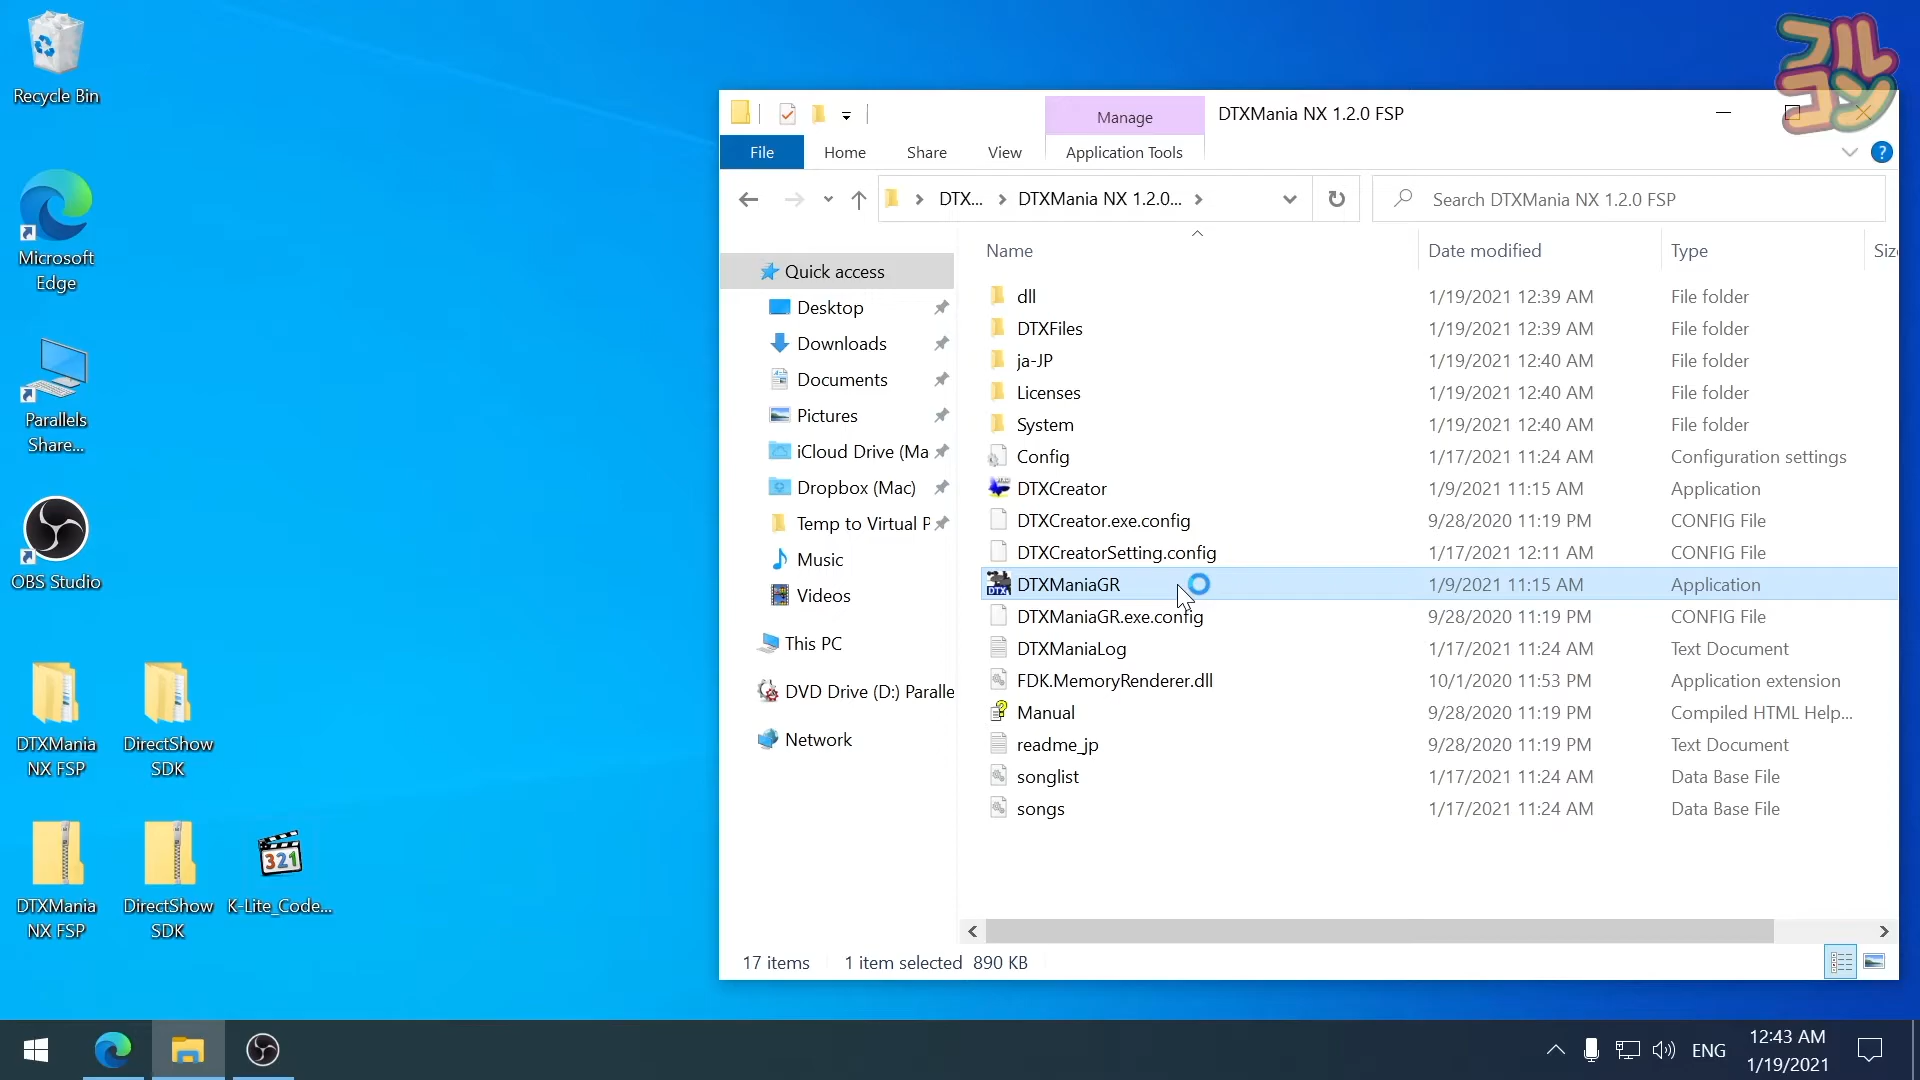 Recycle Bin
Microsoft
Edge
Parallels
Share...
OBS Studio
DTXMania
NX FSP
DirectShow
SDK
DTXMania
NX FSP
DirectShow
SDK
321
K-Lite_Code...
Manage
DTXMania NX 1.2.0 FSP
File
Home
Share
View
Application Tools
?
DTX...
DTXMania NX 1.2.0...
Search DTXMania NX 1.2.0 FSP
Quick access
Desktop
Downloads
Documents
Pictures
iCloud Drive (Ma
Dropbox (Mac)
Temp to Virtual P
Music
Videos
This PC
DVD Drive (D:) Paralle
Network
Name Date modified Type Siz
dll 1/19/2021 12:39 AM File folder
DTXFiles 1/19/2021 12:39 AM File folder
ja-JP 1/19/2021 12:40 AM File folder
Licenses 1/19/2021 12:40 AM File folder
System 1/19/2021 12:40 AM File folder
Config 1/17/2021 11:24 AM Configuration settings
DTXCreator 1/9/2021 11:15 AM Application
DTXCreator.exe.config 9/28/2020 11:19 PM CONFIG File
DTXCreatorSetting.config 1/17/2021 12:11 AM CONFIG File
DTX DTXManiaGR 1/9/2021 11:15 AM Application
DTXManiaGR.exe.config 9/28/2020 11:19 PM CONFIG File
DTXManiaLog 1/17/2021 11:24 AM Text Document
FDK.MemoryRenderer.dll 10/1/2020 11:53 PM Application extension
Manual 9/28/2020 11:19 PM Compiled HTML Help...
readme_jp 9/28/2020 11:19 PM Text Document
songlist 1/17/2021 11:24 AM Data Base File
songs 1/17/2021 11:24 AM Data Base File
17 items 1 item selected 890 KB
ENG
12:43 AM
1/19/2021